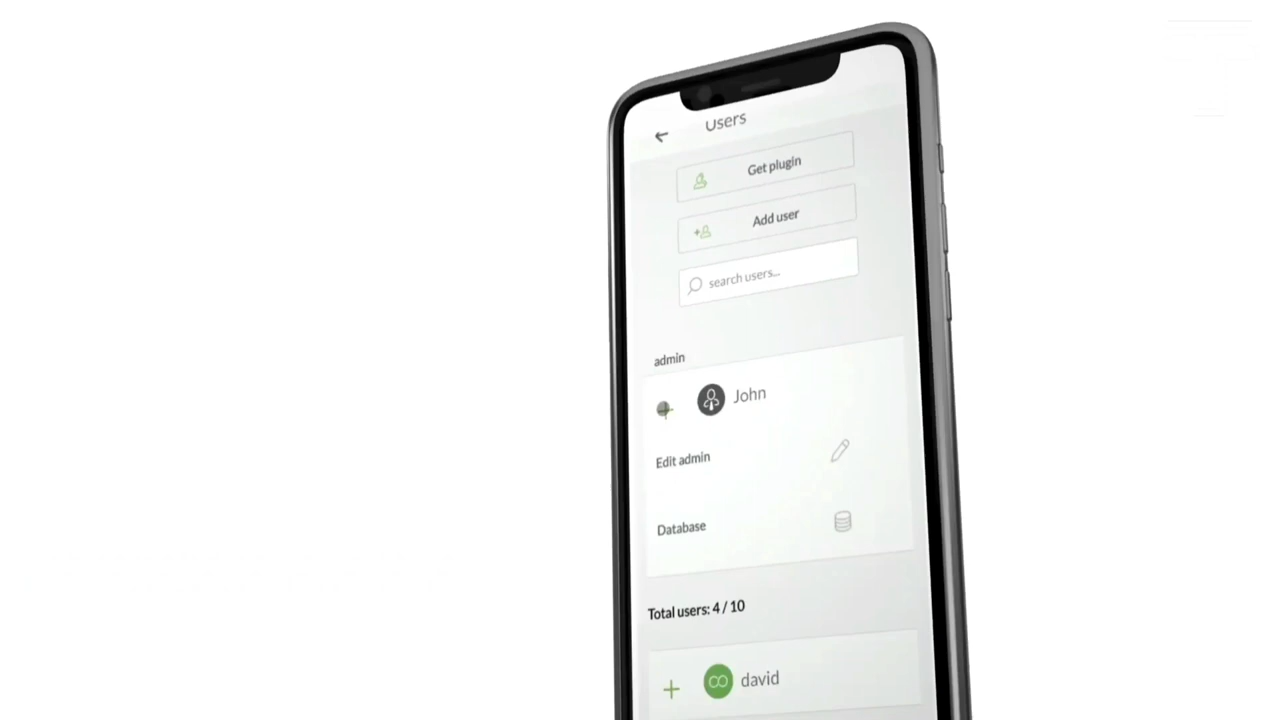 Users
Get plugin
Add user
search users...
admin
John
Edit admin
Database
Total users: 4 / 10
david